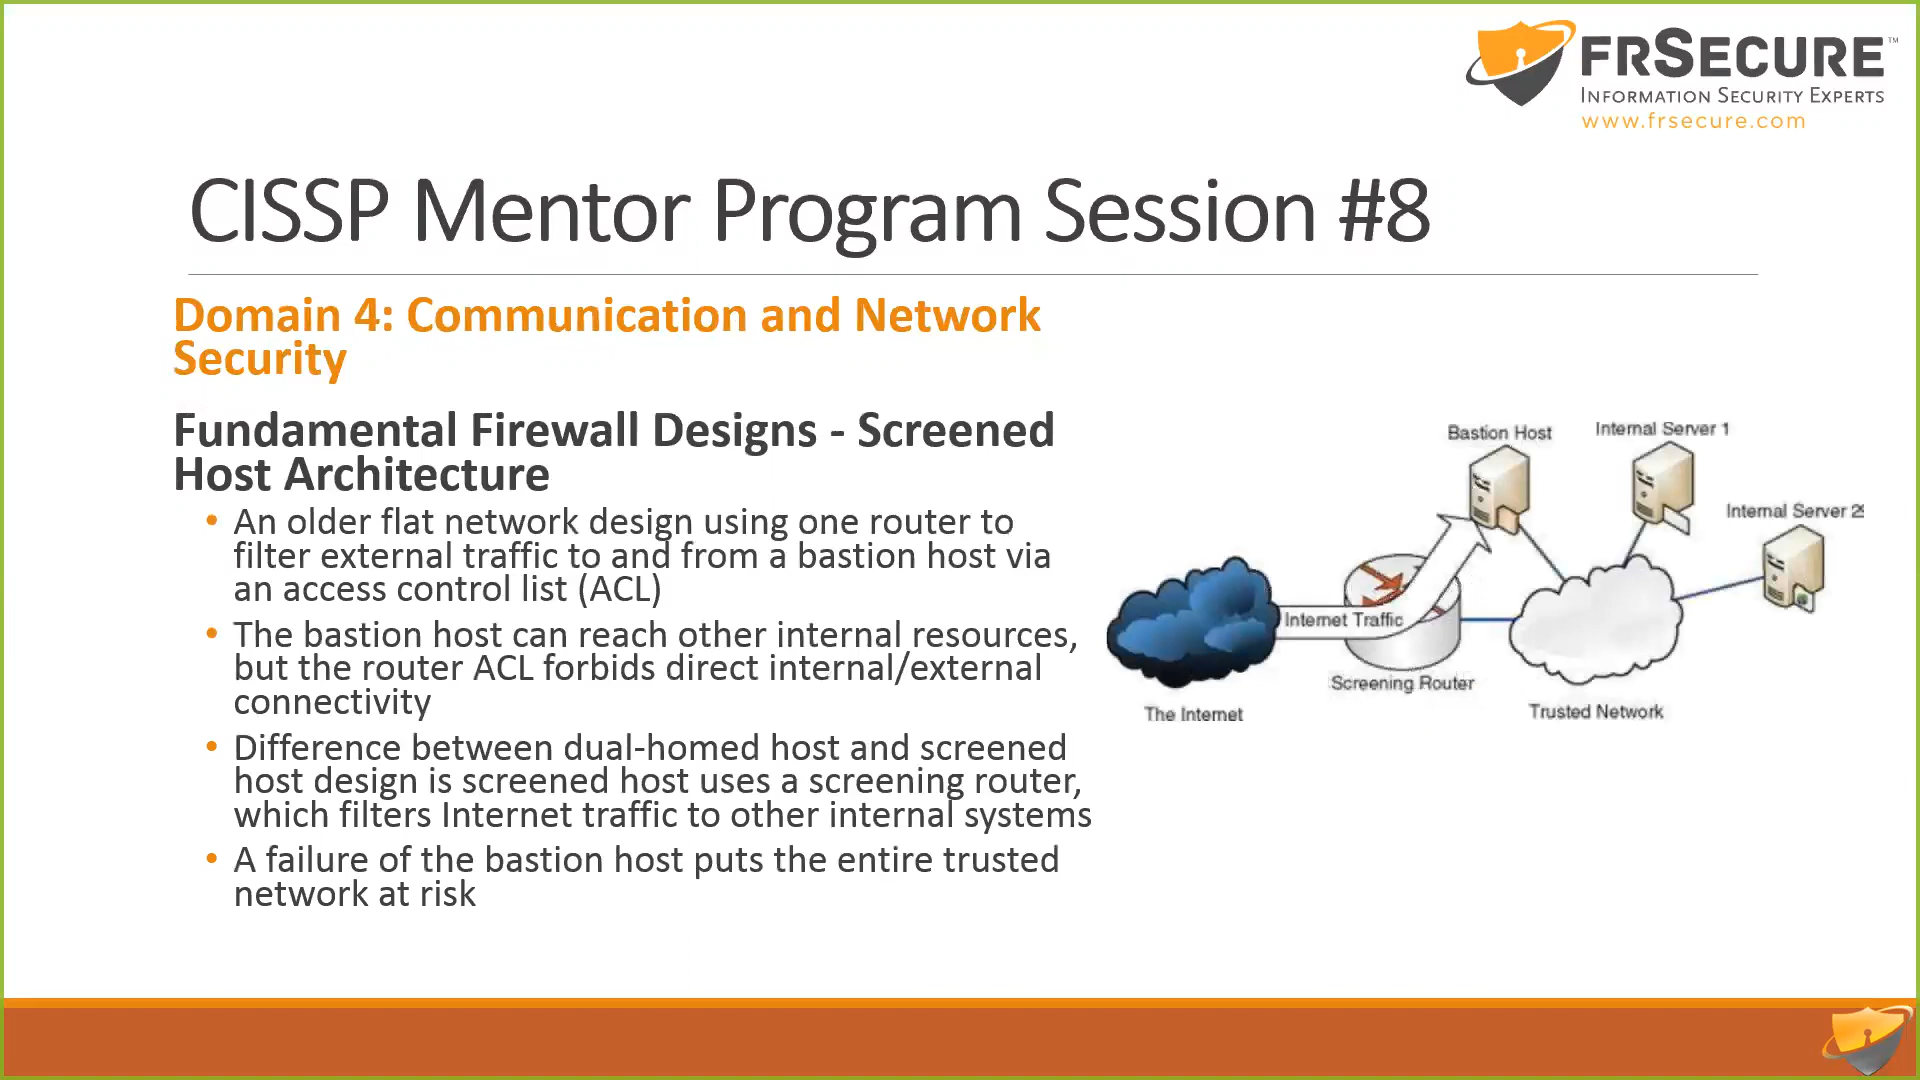 FRSECURE™
INFORMATION SECURITY EXPERTS
www.frsecure.com
CISSP Mentor Program Session #8
Domain 4: Communication and Network
Security
Fundamental Firewall Designs - Screened
Host Architecture
• An older flat network design using one router to
filter external traffic to and from a bastion host via
an access control list (ACL)
• The bastion host can reach other internal resources,
but the router ACL forbids direct internal/external
connectivity
• Difference between dual-homed host and screened
host design is screened host uses a screening router,
which filters Internet traffic to other internal systems
• A failure of the bastion host puts the entire trusted
network at risk
Bastion Host
Internal Server 1
Internal Server 2
Internet Traffic
Screening Router
The Internet
Trusted Network